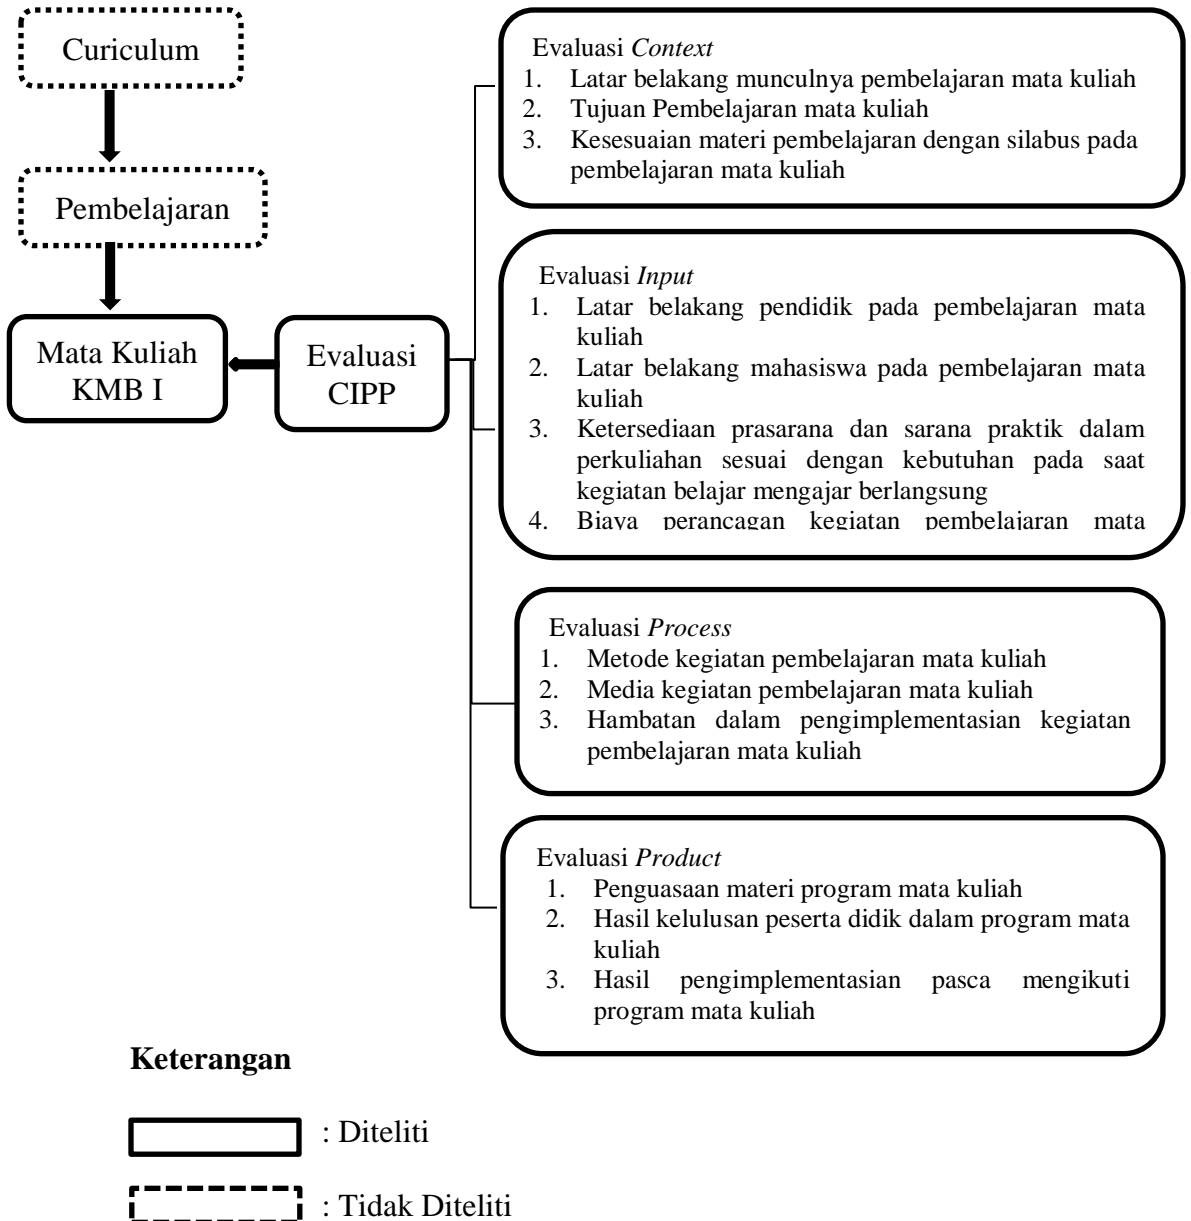 Curiculum
Pembelajaran
Mata Kuliah
KMB I
Evaluasi
CIPP
Evaluasi Context
1. Latar belakang munculnya pembelajaran mata kuliah
2. Tujuan Pembelajaran mata kuliah
3. Kesesuaian materi pembelajaran dengan silabus pada
pembelajaran mata kuliah
Evaluasi Input
1. Latar belakang pendidik pada pembelajaran mata
kuliah
2. Latar belakang mahasiswa pada pembelajaran mata
kuliah
3. Ketersediaan prasarana dan sarana praktik dalam
perkuliahan sesuai dengan kebutuhan pada saat
kegiatan belajar mengajar berlangsung
4. Biaya perancagan kegiatan pembelajaran mata
Evaluasi Process
1. Metode kegiatan pembelajaran mata kuliah
2. Media kegiatan pembelajaran mata kuliah
3. Hambatan dalam pengimplementasian kegiatan
pembelajaran mata kuliah
Evaluasi Product
1. Penguasaan materi program mata kuliah
2. Hasil kelulusan peserta didik dalam program mata
kuliah
3. Hasil pengimplementasian pasca mengikuti
program mata kuliah
Keterangan
: Diteliti
: Tidak Diteliti